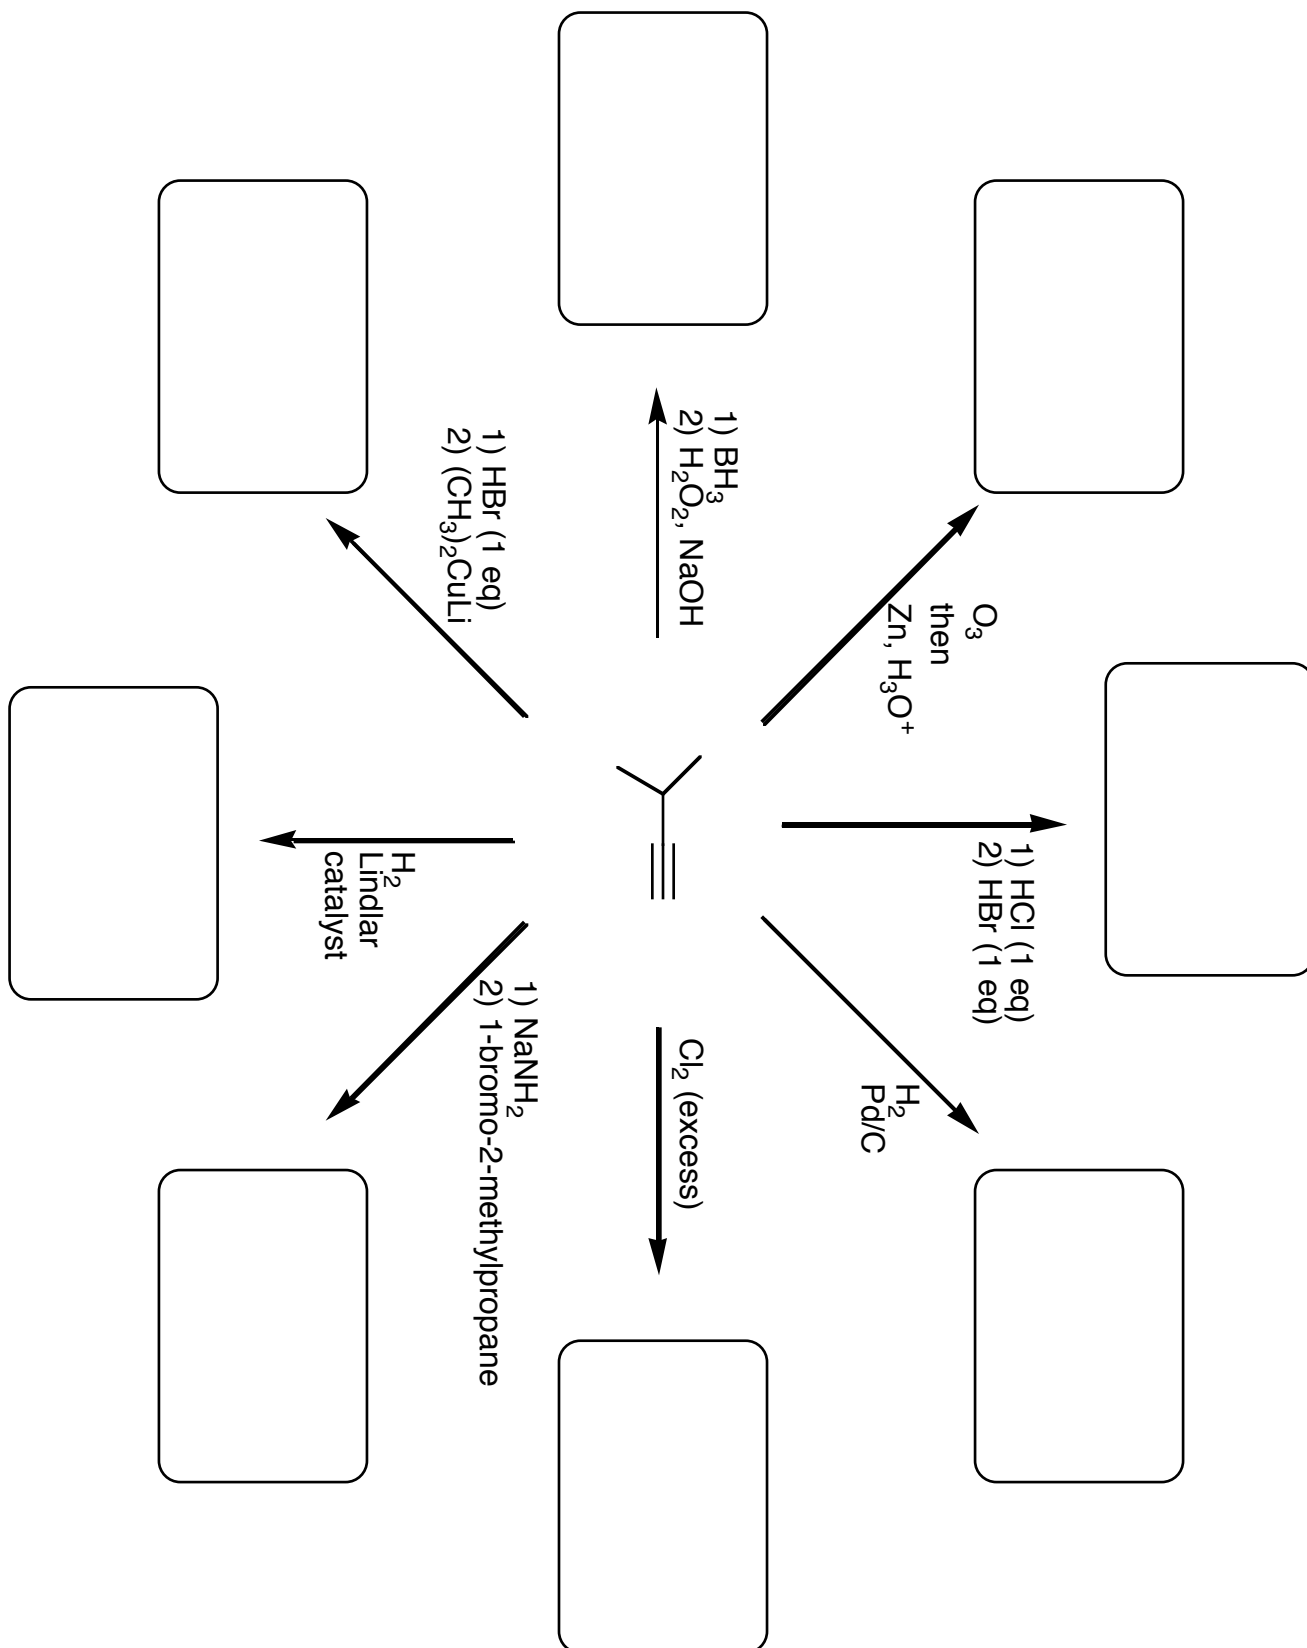 1) HCl (1 eq)
2) HBr (1 eq)
O₃
then
Zn, H₃O⁺
H₂
Pd/C
1) BH₃
2) H₂O₂, NaOH
Cl₂ (excess)
1) HBr (1 eq)
2) (CH₃)₂CuLi
1) NaNH₂
2) 1-bromo-2-methylpropane
H₂
Lindlar
catalyst